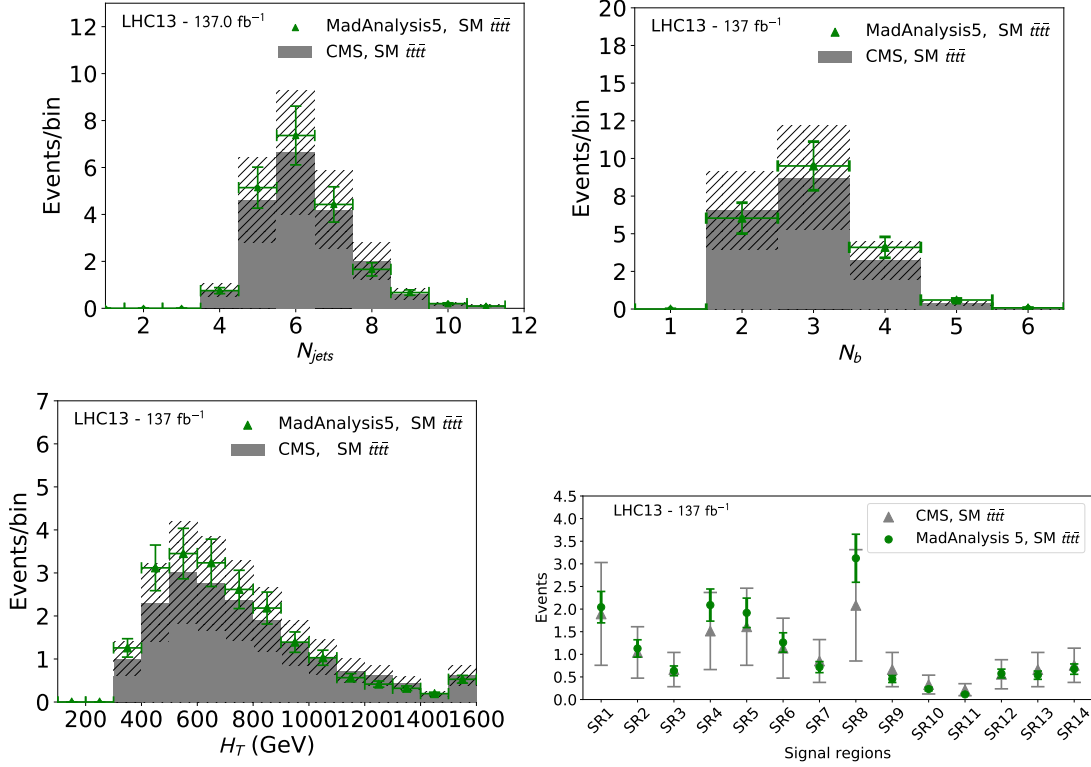 LHC13 - 137.0 fb⁻¹
MadAnalysis5, SM tt̄tt̄
CMS, SM tt̄tt̄
12
10
8
6
4
2
0
Events/bin
2 4 6 8 10 12
N_jets
LHC13 - 137 fb⁻¹
MadAnalysis5, SM tt̄tt̄
CMS, SM tt̄tt̄
20
18
15
12
10
8
5
2
0
Events/bin
1 2 3 4 5 6
N_b
LHC13 - 137 fb⁻¹
MadAnalysis5, SM tt̄tt̄
CMS, SM tt̄tt̄
7
6
5
4
3
2
1
0
Events/bin
200 400 600 800 1000 1200 1400 1600
H_T (GeV)
LHC13 - 137 fb⁻¹
CMS, SM tt̄tt̄
MadAnalysis 5, SM tt̄tt̄
4.5
4.0
3.5
3.0
2.5
2.0
1.5
1.0
0.5
0.0
Events
SR1 SR2 SR3 SR4 SR5 SR6 SR7 SR8 SR9 SR10 SR11 SR12 SR13 SR14
Signal regions